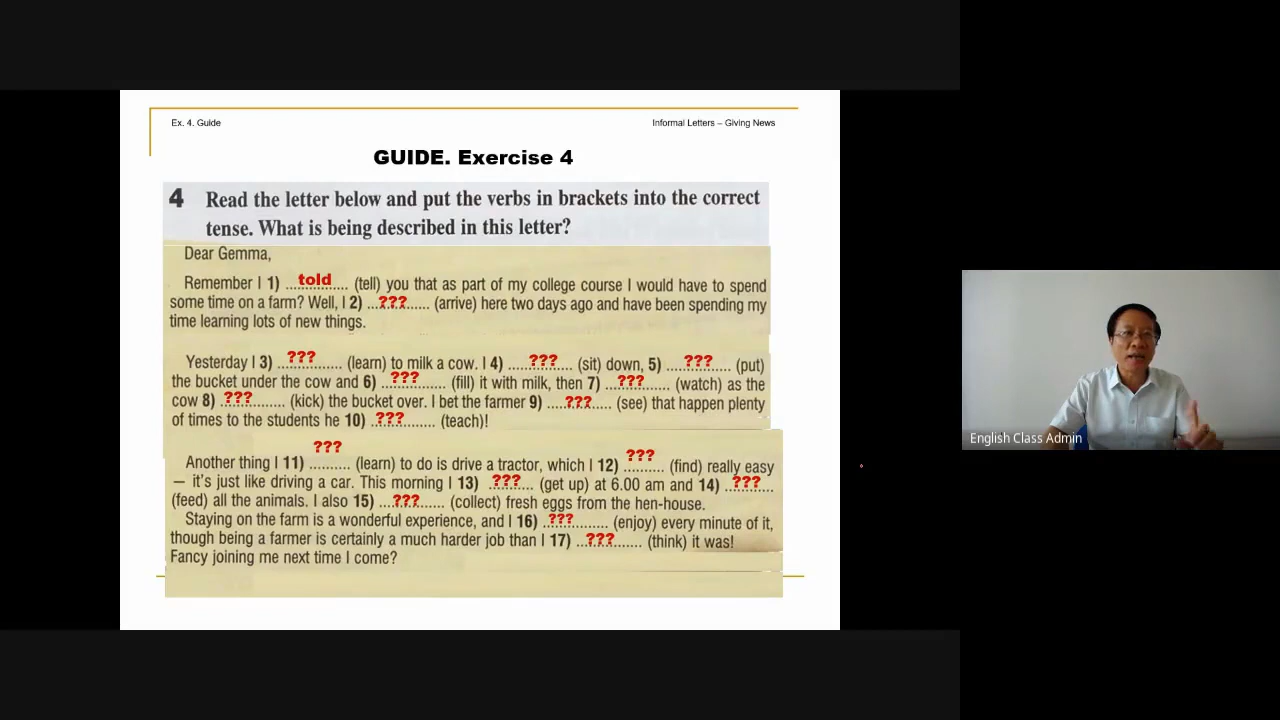 Ex. 4. Guide
Informal Letters – Giving News
GUIDE. Exercise 4
4 Read the letter below and put the verbs in brackets into the correct
tense. What is being described in this letter?
Dear Gemma,
Remember I 1) ...told... (tell) you that as part of my college course I would have to spend
some time on a farm? Well, I 2) ...???...... (arrive) here two days ago and have been spending my
time learning lots of new things.
Yesterday I 3) ...???...... (learn) to milk a cow. I 4) ...???...... (sit) down, 5) ...???...... (put)
the bucket under the cow and 6) ...???...... (fill) it with milk, then 7) ...???...... (watch) as the
cow 8) ...???...... (kick) the bucket over. I bet the farmer 9) ...???...... (see) that happen plenty
of times to the students he 10) ...???...... (teach)!
Another thing I 11) ...???...... (learn) to do is drive a tractor, which I 12) ...???...... (find) really easy
— it's just like driving a car. This morning I 13) ...???... (get up) at 6.00 am and 14) ...???...
(feed) all the animals. I also 15) ...???...... (collect) fresh eggs from the hen-house.
Staying on the farm is a wonderful experience, and I 16) ...???...... (enjoy) every minute of it,
though being a farmer is certainly a much harder job than I 17) ...???...... (think) it was!
Fancy joining me next time I come?
English Class Admin